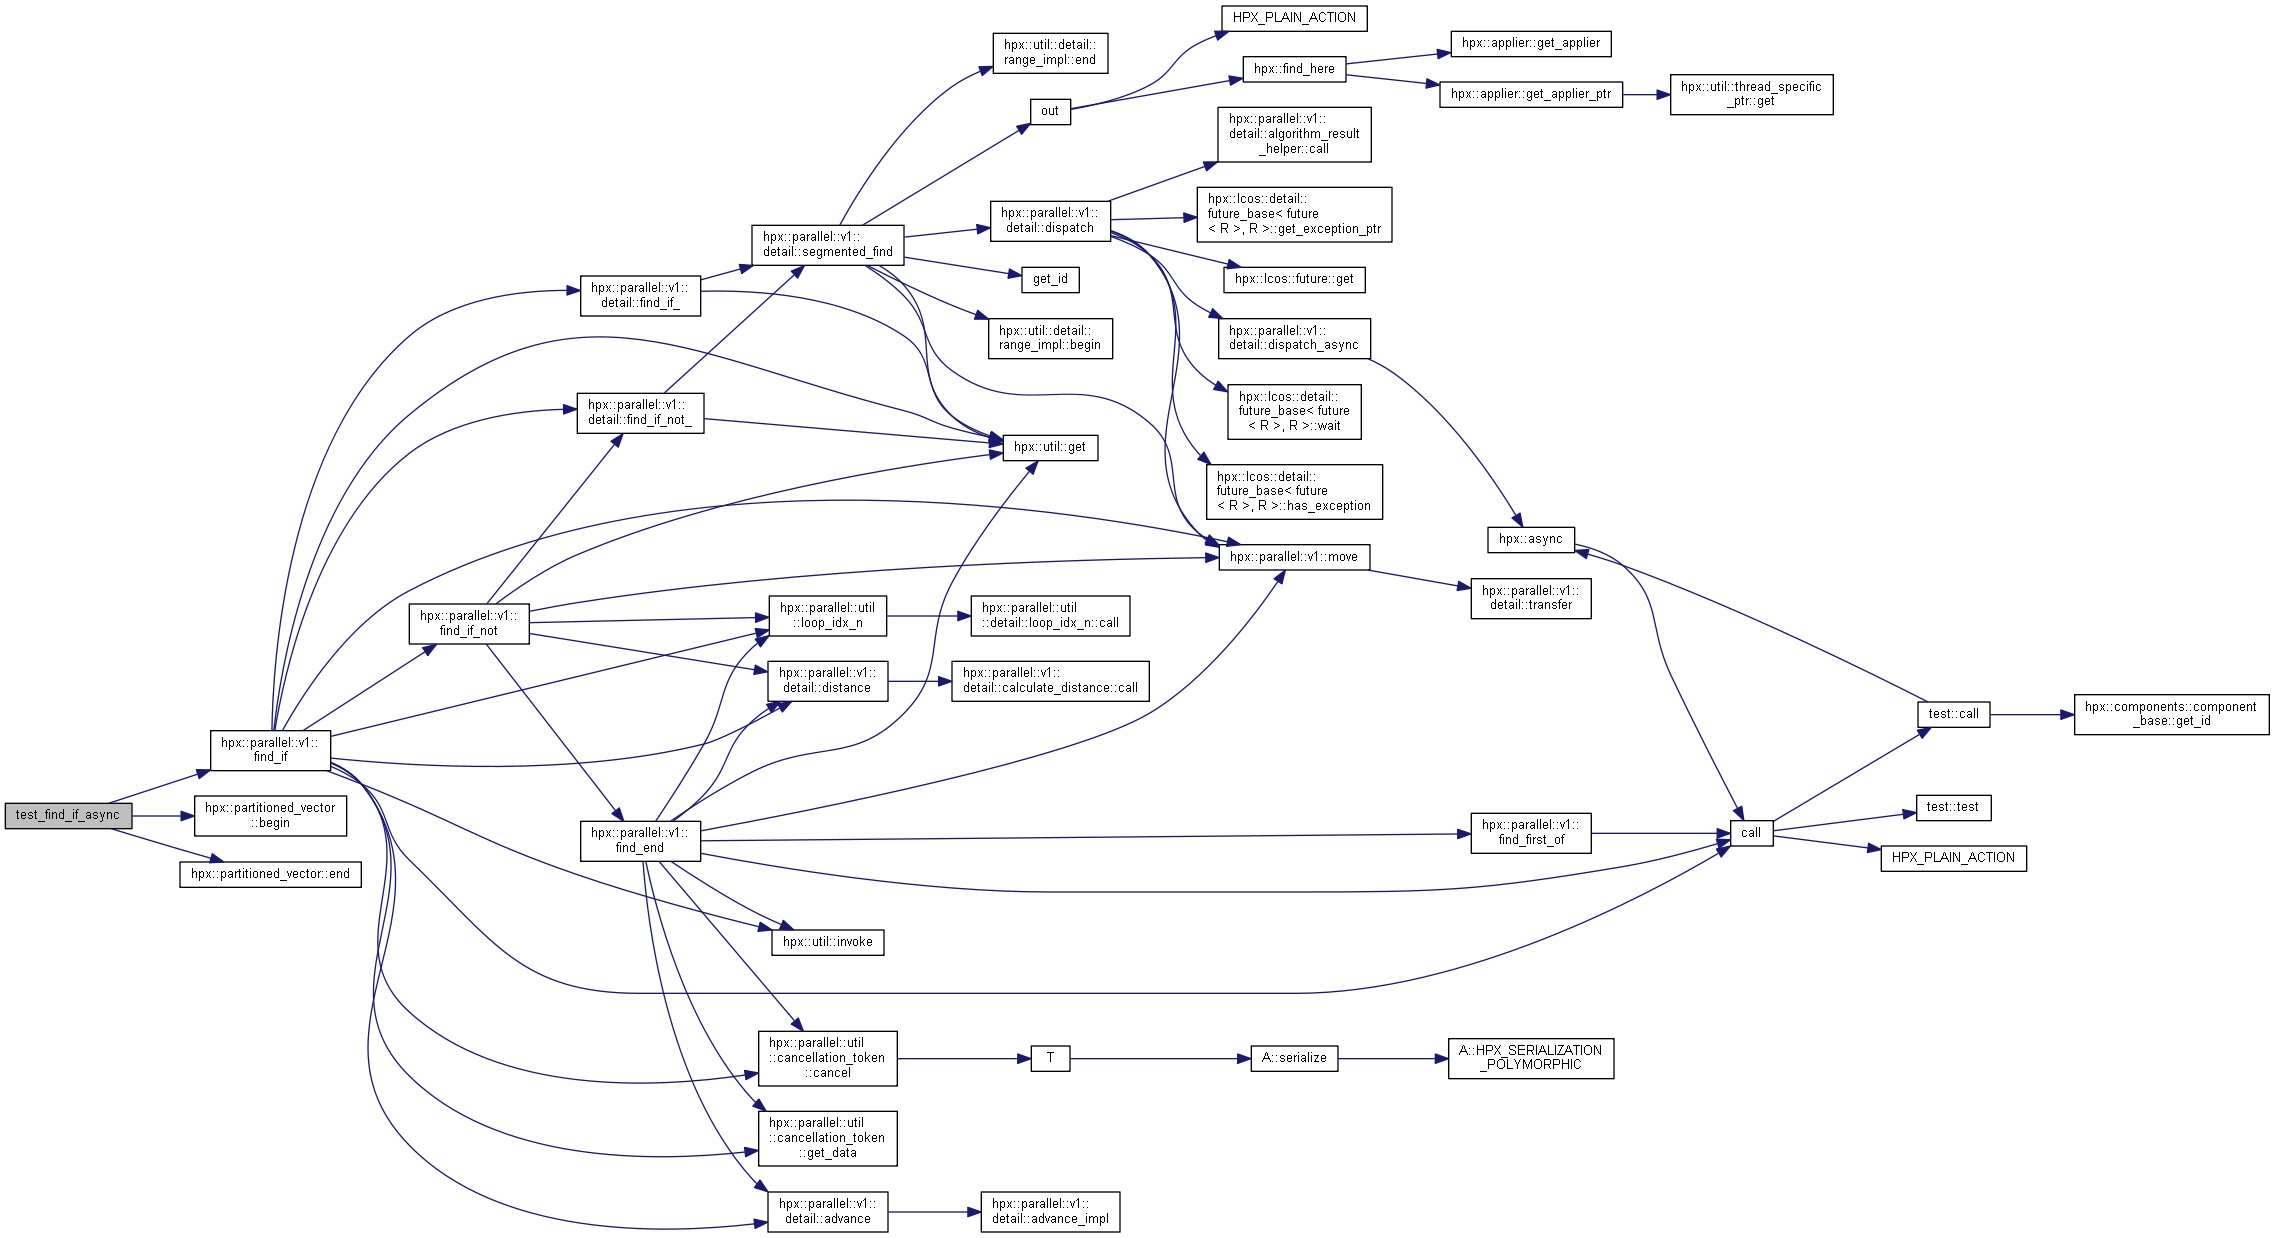 test_find_if_async
hpx::parallel::v1::
find_if
hpx::partitioned_vector
::begin
hpx::partitioned_vector::end
hpx::parallel::v1::
find_if_not
hpx::parallel::v1::
detail::find_if_
hpx::parallel::v1::
detail::find_if_not_
hpx::parallel::v1::
find_end
hpx::parallel::v1::
detail::segmented_find
hpx::parallel::util
::loop_idx_n
hpx::parallel::v1::
detail::distance
hpx::util::invoke
hpx::parallel::util
::cancellation_token
::cancel
hpx::parallel::util
::cancellation_token
::get_data
hpx::parallel::v1::
detail::advance
hpx::util::detail::
range_impl::end
out
hpx::parallel::v1::
detail::dispatch
get_id
hpx::util::detail::
range_impl::begin
hpx::util::get
hpx::parallel::util
::detail::loop_idx_n::call
hpx::parallel::v1::
detail::calculate_distance::call
T
hpx::parallel::v1::
detail::advance_impl
HPX_PLAIN_ACTION
hpx::find_here
hpx::parallel::v1::
detail::algorithm_result
_helper::call
hpx::lcos::detail::
future_base< future
< R >, R >::get_exception_ptr
hpx::lcos::future::get
hpx::parallel::v1::
detail::dispatch_async
hpx::lcos::detail::
future_base< future
< R >, R >::wait
hpx::lcos::detail::
future_base< future
< R >, R >::has_exception
hpx::parallel::v1::move
A::serialize
hpx::applier::get_applier
hpx::applier::get_applier_ptr
hpx::async
hpx::parallel::v1::
detail::transfer
hpx::parallel::v1::
find_first_of
A::HPX_SERIALIZATION
_POLYMORPHIC
hpx::util::thread_specific
_ptr::get
call
test::call
test::test
HPX_PLAIN_ACTION
hpx::components::component
_base::get_id